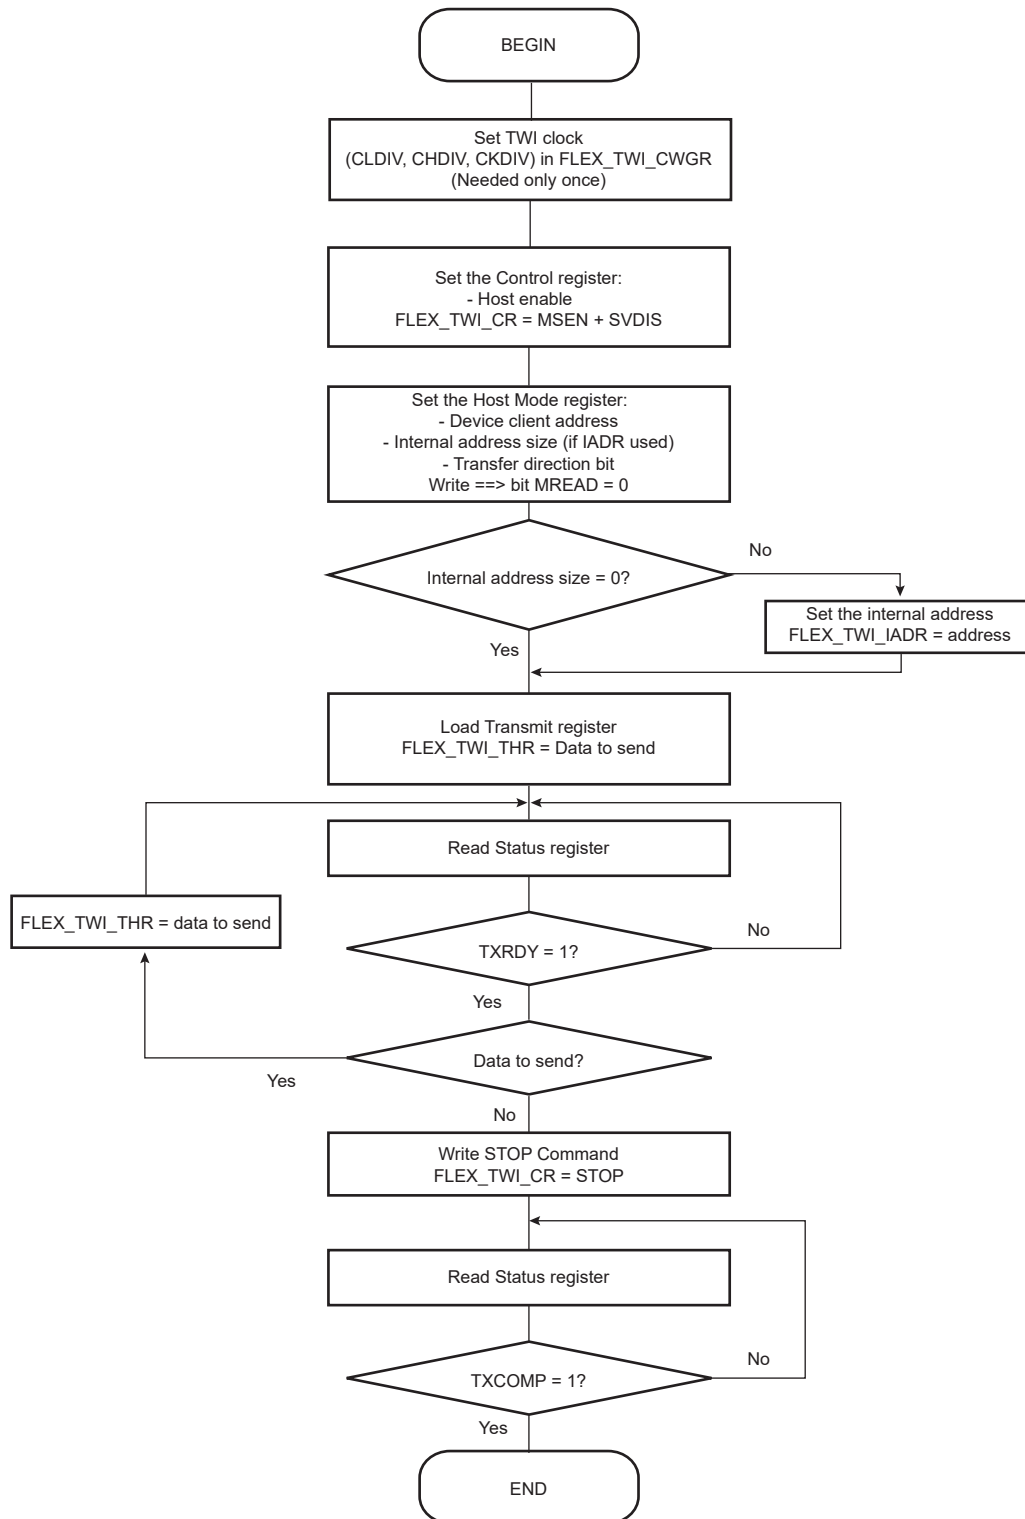 BEGIN
Set TWI clock
(CLDIV, CHDIV, CKDIV) in FLEX_TWI_CWGR
(Needed only once)
Set the Control register:
- Host enable
FLEX_TWI_CR = MSEN + SVDIS
Set the Host Mode register:
- Device client address
- Internal address size (if IADR used)
- Transfer direction bit
Write ==> bit MREAD = 0
Internal address size = 0?
No
Set the internal address
FLEX_TWI_IADR = address
Yes
Load Transmit register
FLEX_TWI_THR = Data to send
Read Status register
FLEX_TWI_THR = data to send
TXRDY = 1?
No
Yes
Data to send?
Yes
No
Write STOP Command
FLEX_TWI_CR = STOP
Read Status register
TXCOMP = 1?
No
Yes
END